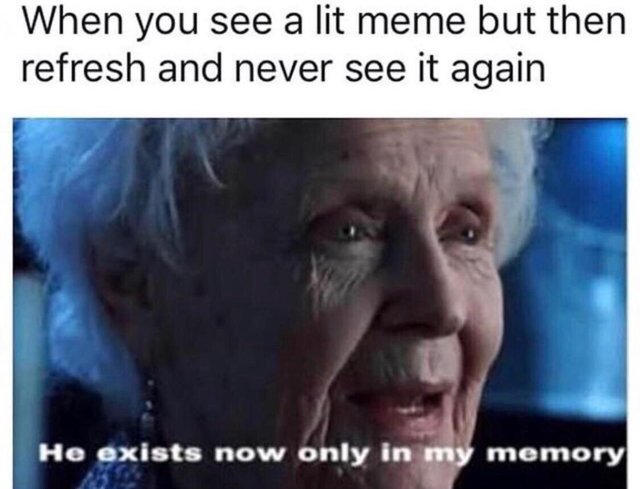 When you see a lit meme but then
refresh and never see it again
He exists now only in my memory